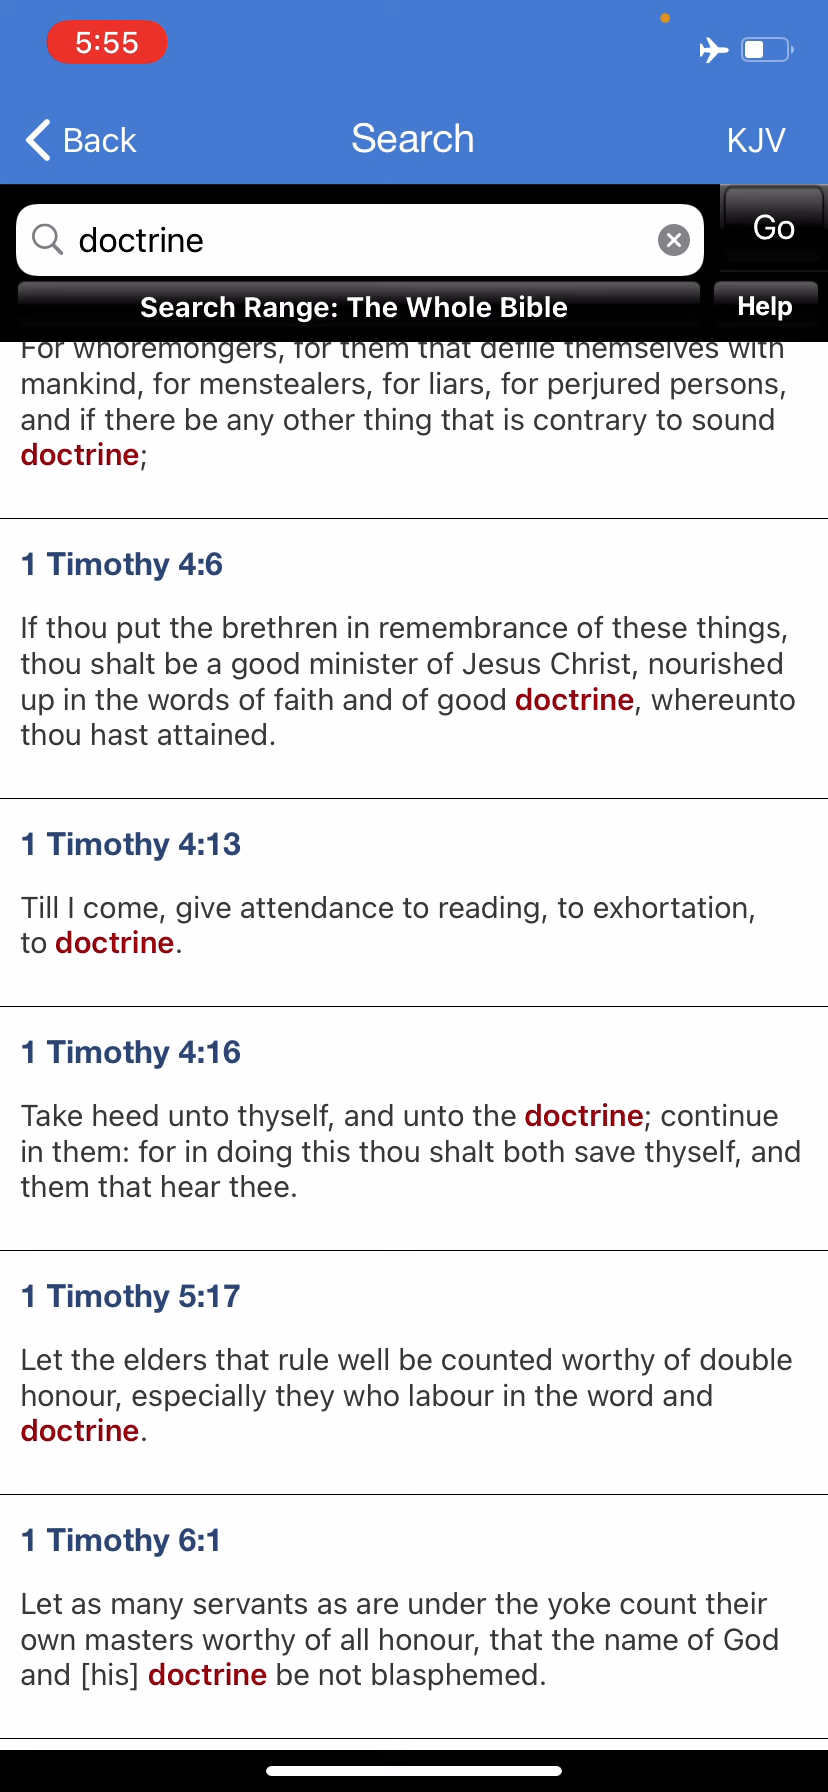 5:55
Back
Search
KJV
doctrine
Go
Search Range: The Whole Bible
Help
For whoremongers, for them that defile themselves with
mankind, for menstealers, for liars, for perjured persons,
and if there be any other thing that is contrary to sound
doctrine;
1 Timothy 4:6
If thou put the brethren in remembrance of these things,
thou shalt be a good minister of Jesus Christ, nourished
up in the words of faith and of good doctrine, whereunto
thou hast attained.
1 Timothy 4:13
Till I come, give attendance to reading, to exhortation,
to doctrine.
1 Timothy 4:16
Take heed unto thyself, and unto the doctrine; continue
in them: for in doing this thou shalt both save thyself, and
them that hear thee.
1 Timothy 5:17
Let the elders that rule well be counted worthy of double
honour, especially they who labour in the word and
doctrine.
1 Timothy 6:1
Let as many servants as are under the yoke count their
own masters worthy of all honour, that the name of God
and [his] doctrine be not blasphemed.